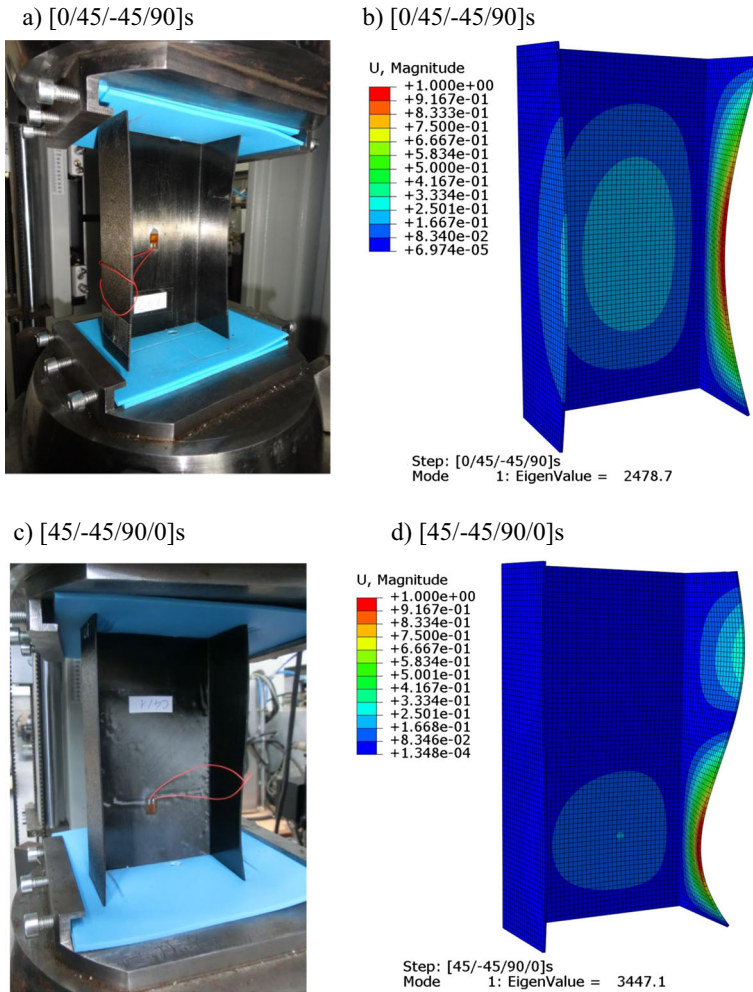 a) [0/45/-45/90]s
b) [0/45/-45/90]s
U, Magnitude
+1.000e+00
+9.167e-01
+8.333e-01
+7.500e-01
+6.667e-01
+5.834e-01
+5.000e-01
+4.167e-01
+3.334e-01
+2.501e-01
+1.667e-01
+8.340e-02
+6.974e-05
Step: [0/45/-45/90]s
Mode 1: EigenValue = 2478.7
c) [45/-45/90/0]s
d) [45/-45/90/0]s
U, Magnitude
+1.000e+00
+9.167e-01
+8.334e-01
+7.500e-01
+6.667e-01
+5.834e-01
+5.001e-01
+4.167e-01
+3.334e-01
+2.501e-01
+1.668e-01
+8.346e-02
+1.348e-04
Step: [45/-45/90/0]s
Mode 1: EigenValue = 3447.1